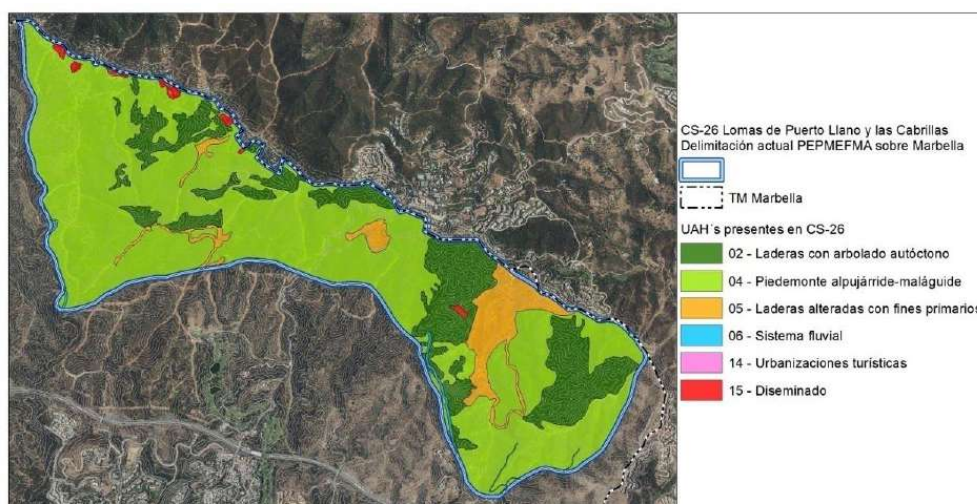 CS-26 Lomas de Puerto Llano y las Cabrillas
Delimitación actual PEPMEFMA sobre Marbella
TM Marbella
UAH´s presentes en CS-26
02 - Laderas con arbolado autóctono
04 - Piedemonte alpujárride-maláguide
05 - Laderas alteradas con fines primarios
06 - Sistema fluvial
14 - Urbanizaciones turísticas
15 - Diseminado